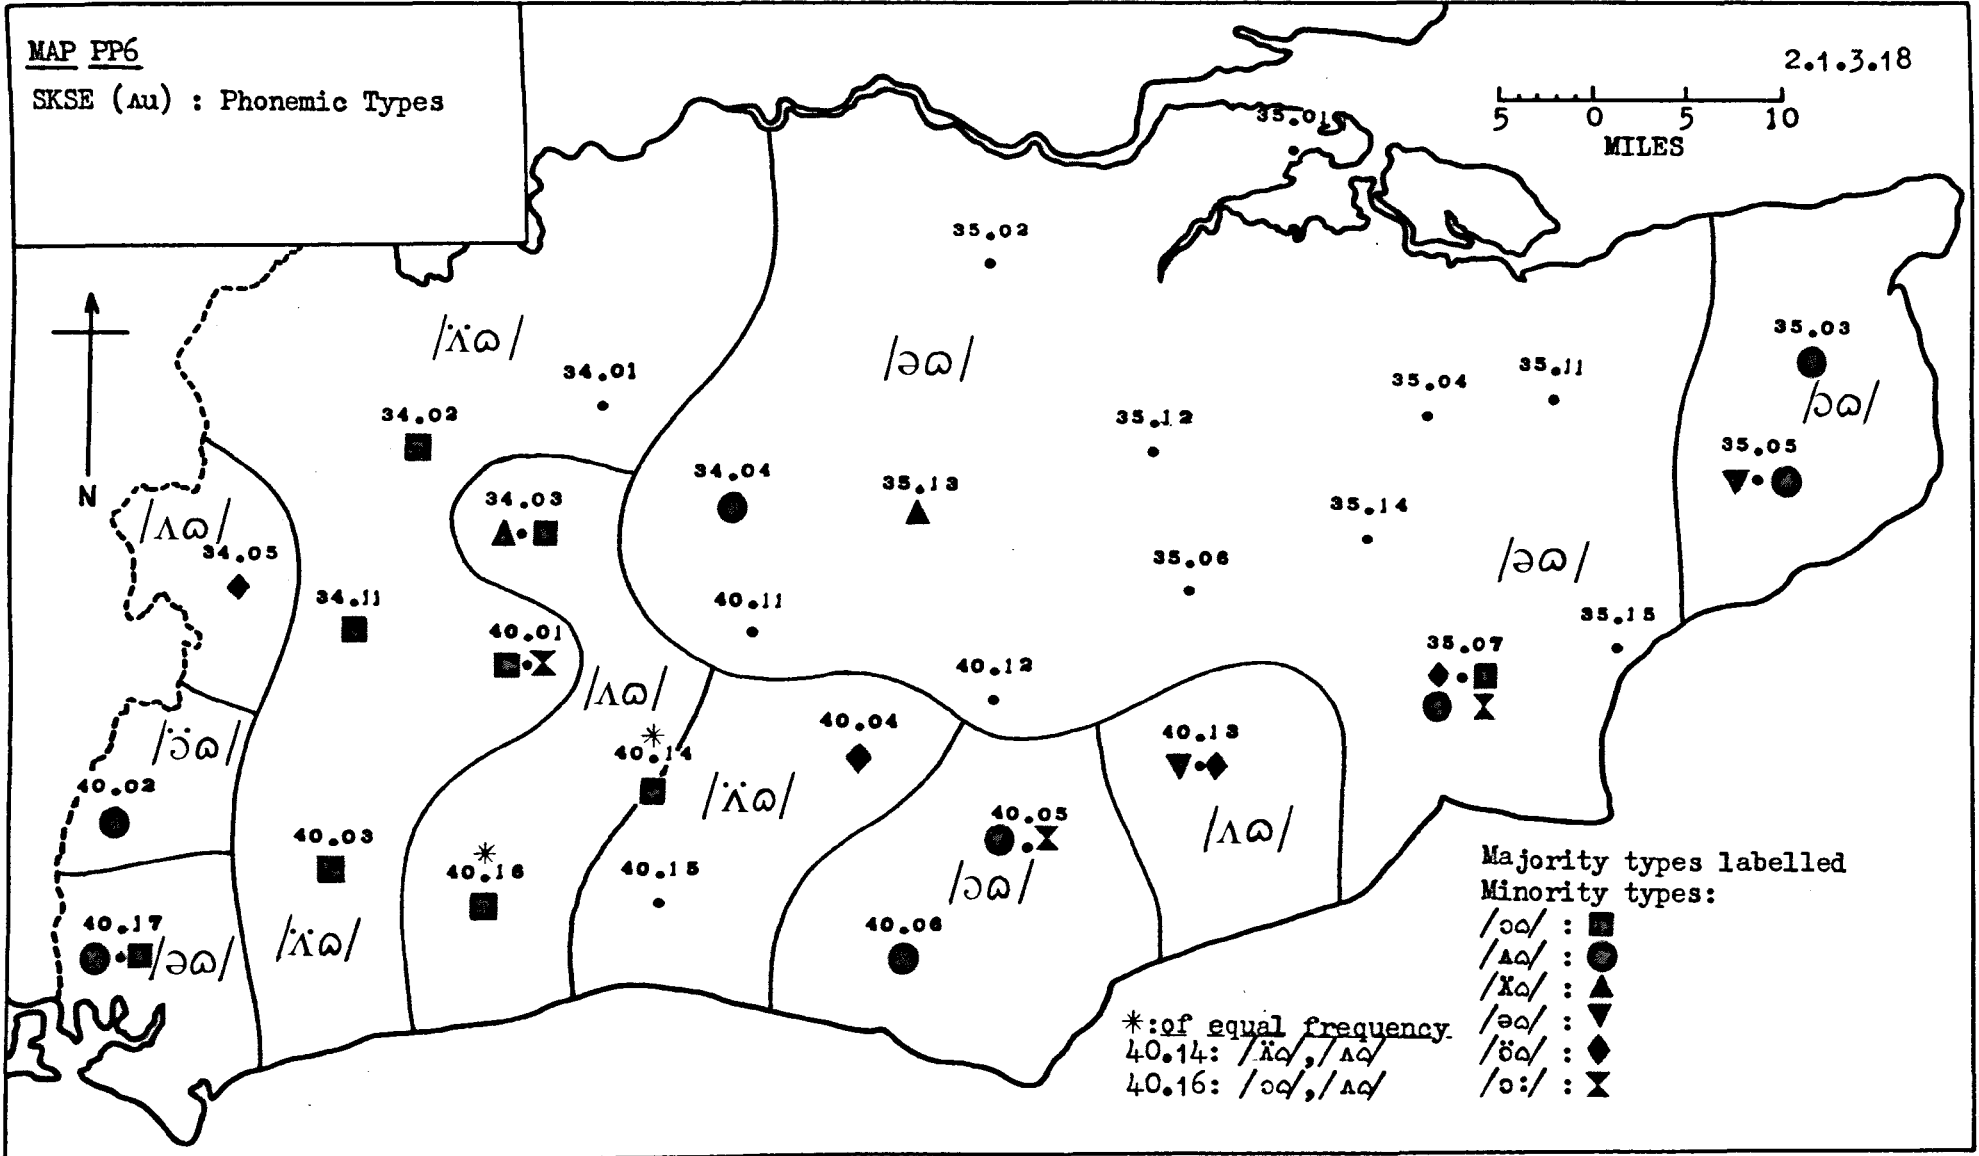 MAP PP6
SKSE (ʌu) : Phonemic Types
2.1.3.18
5 0 5 10
MILES
35.01
35.02
35.03
/ʌ̈ɷ/
/əɷ/
34.01
35.11
35.04
/ɔɷ/
34.02
35.12
35.05
34.04
35.13
34.03
N
35.14
/ʌɷ/
34.05
35.06
/əɷ/
34.11
40.11
35.15
40.01
35.07
40.12
/ʌɷ/
40.04
40.13
/ɔ̈ɷ/
*
40.14
40.02
/ʌ̈ɷ/
40.05
/ʌɷ/
40.03
*
40.16
40.15
/ɔɷ/
40.17
/əɷ/
/ʌ̈ɷ/
40.06
Majority types labelled
Minority types:
/ɔɷ/ : ■
/ʌɷ/ : ●
/ʌ̈ɷ/ : ▲
/əɷ/ : ▼
/ɔ̈ɷ/ : ◆
/ɔ:/ : ⧗
*:of equal frequency
40.14: /ʌ̈ɷ/,/ʌɷ/
40.16: /ɔɷ/,/ʌɷ/